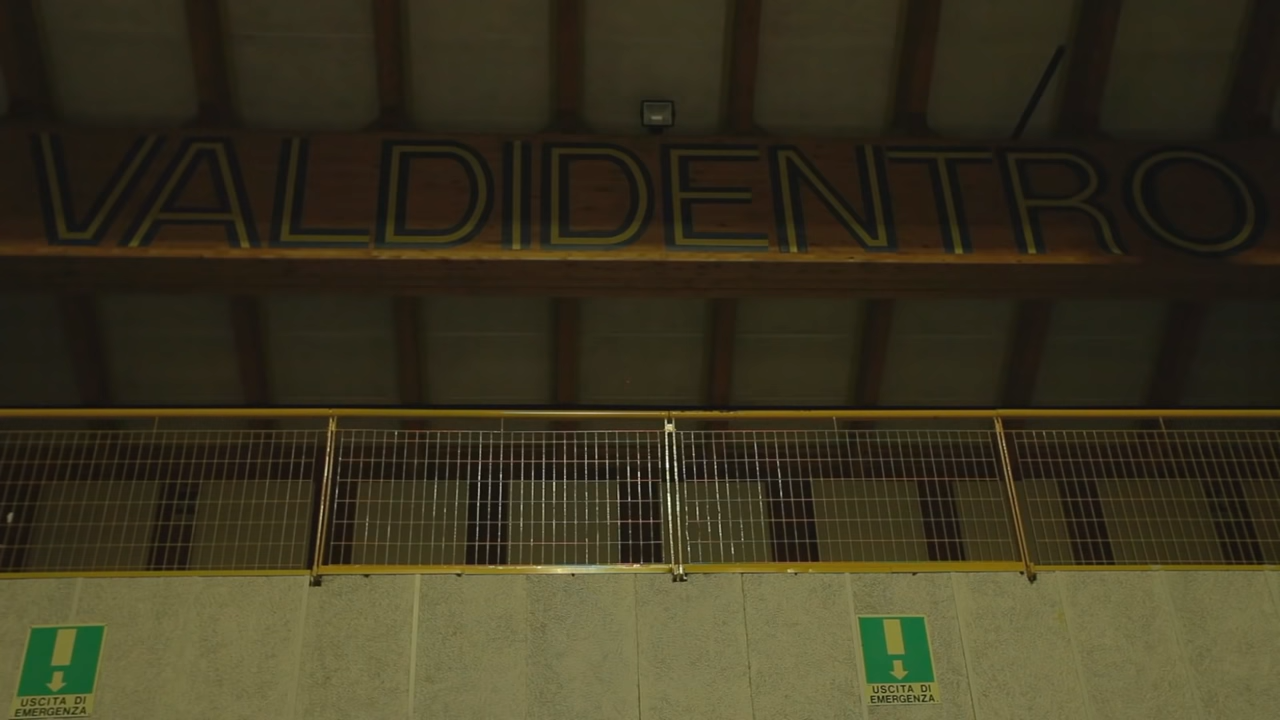 VALDIDENTRO
USCITA DI
EMERGENZA
USCITA DI
EMERGENZA